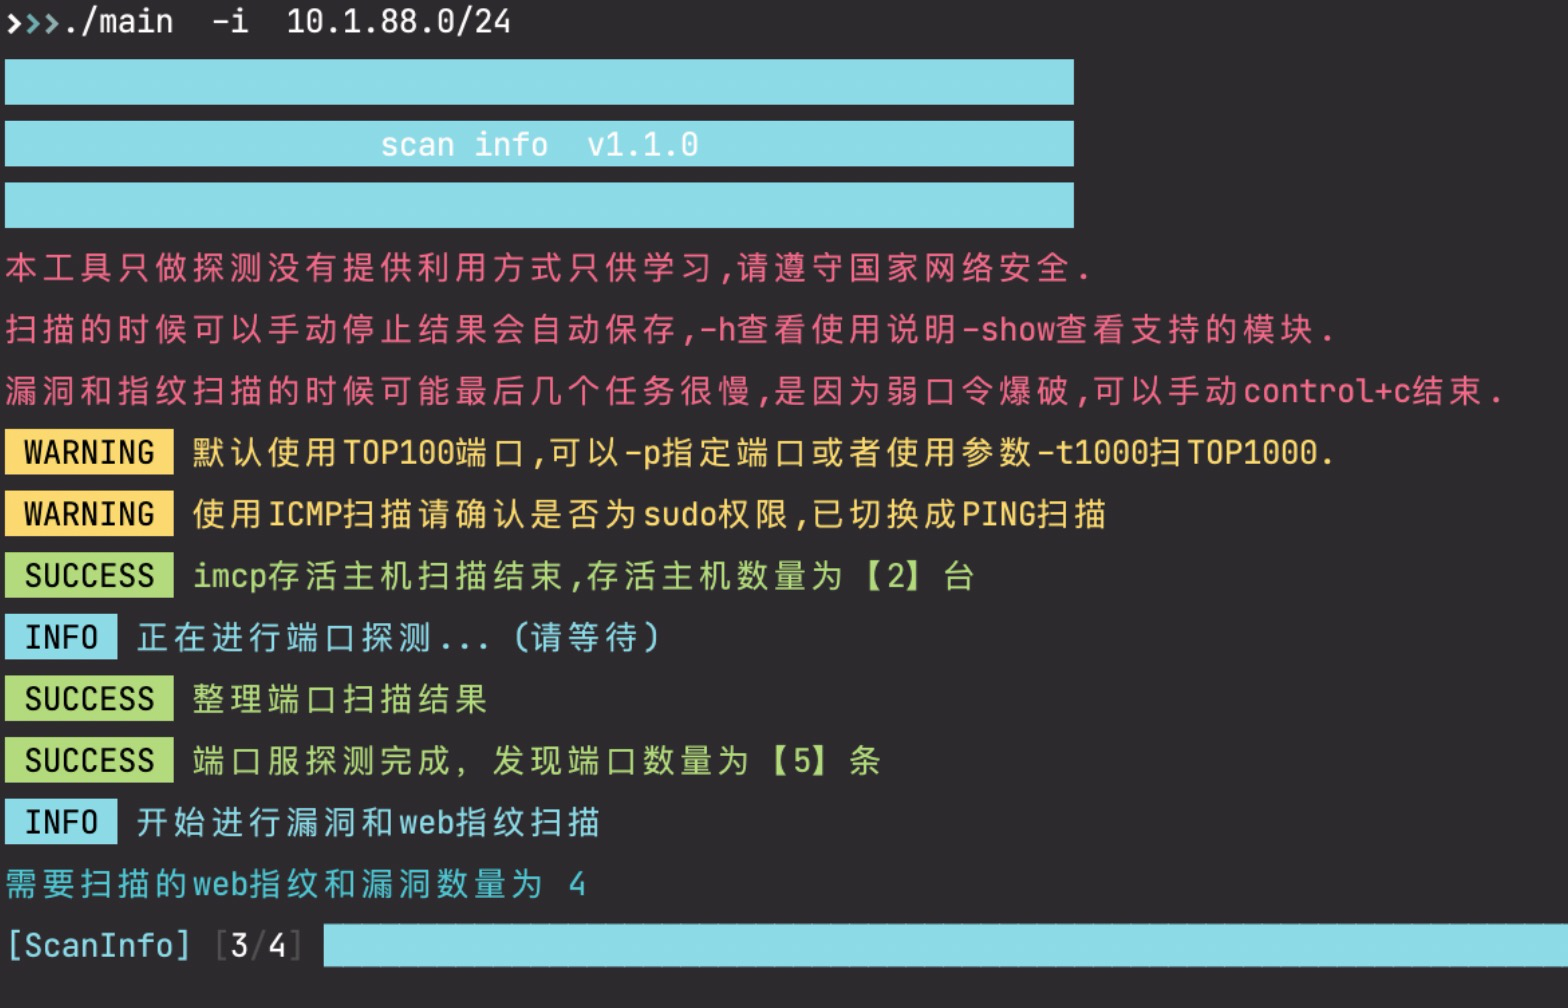 ❯❯❯./main -i 10.1.88.0/24
scan info v1.1.0
本工具只做探测没有提供利用方式只供学习,请遵守国家网络安全.
扫描的时候可以手动停止结果会自动保存,-h查看使用说明-show查看支持的模块.
漏洞和指纹扫描的时候可能最后几个任务很慢,是因为弱口令爆破,可以手动control+c结束.
WARNING 默认使用TOP100端口,可以-p指定端口或者使用参数-t1000扫TOP1000.
WARNING 使用ICMP扫描请确认是否为sudo权限,已切换成PING扫描
SUCCESS imcp存活主机扫描结束,存活主机数量为【2】台
INFO 正在进行端口探测...(请等待)
SUCCESS 整理端口扫描结果
SUCCESS 端口服探测完成, 发现端口数量为【5】条
INFO 开始进行漏洞和web指纹扫描
需要扫描的web指纹和漏洞数量为 4
[ScanInfo] [3/4]